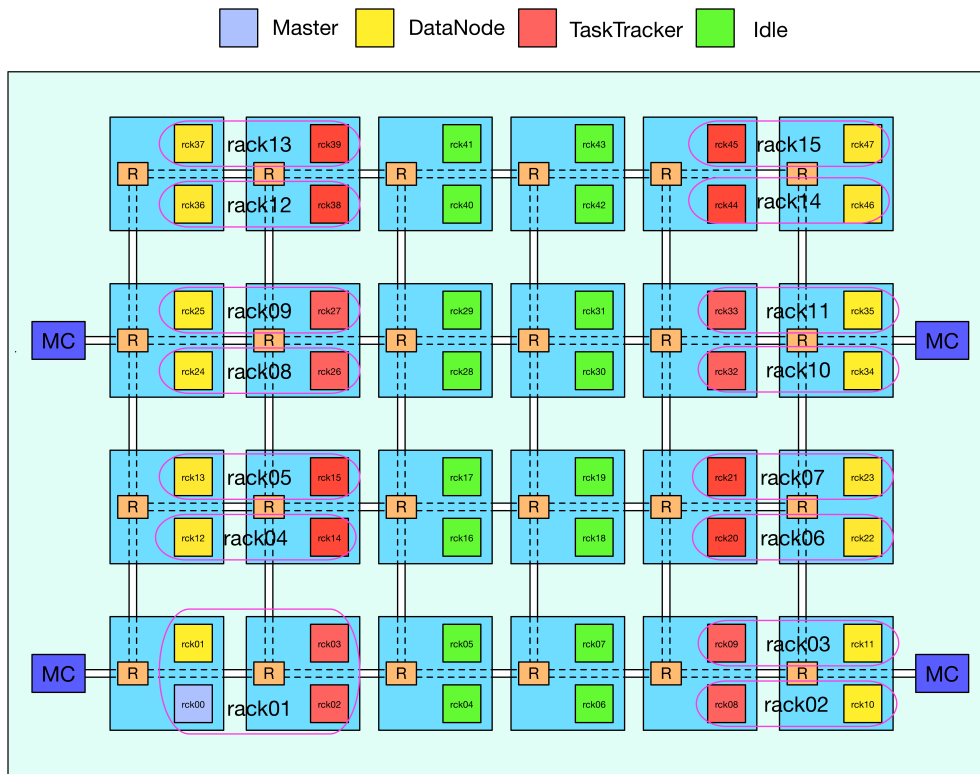 Master DataNode TaskTracker Idle
rck37 rack13 rck39 rck41 rck43 rck45 rack15 rck47
R R R R R R
rck36 rack12 rck38 rck40 rck42 rck44 rack14 rck46
rck25 rack09 rck27 rck29 rck31 rck33 rack11 rck35
MC R R R R R R MC
rck24 rack08 rck26 rck28 rck30 rck32 rack10 rck34
rck13 rack05 rck15 rck17 rck19 rck21 rack07 rck23
R R R R R R
rck12 rack04 rck14 rck16 rck18 rck20 rack06 rck22
rck01 rck03 rck05 rck07 rck09 rack03 rck11
MC R R R R R R MC
rck00 rack01 rck02 rck04 rck06 rck08 rack02 rck10